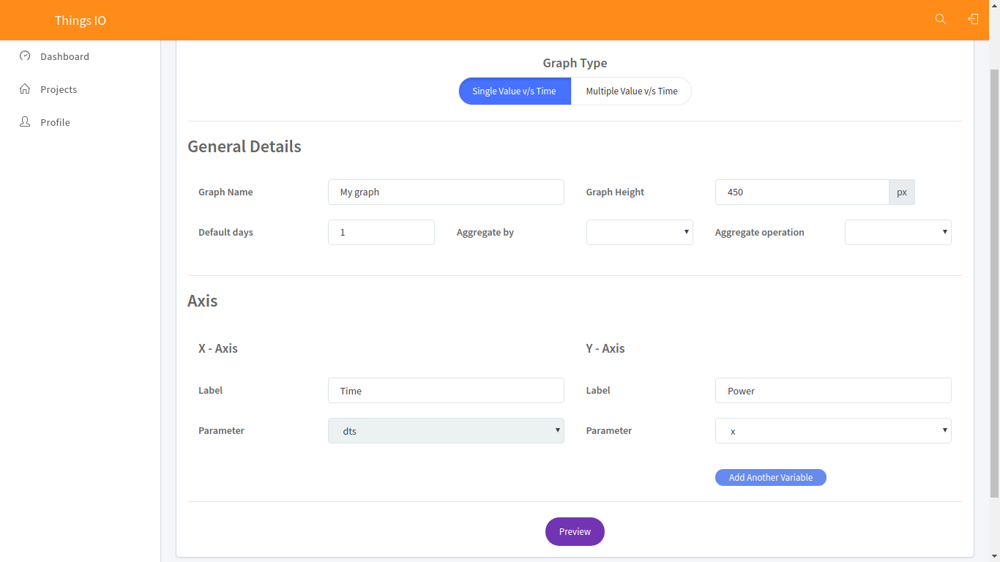 Things IO
Dashboard
Projects
Profile
Graph Type
Single Value v/s Time Multiple Value v/s Time
General Details
Graph Name My graph Graph Height 450 px
Default days 1 Aggregate by Aggregate operation
Axis
X - Axis Y - Axis
Label Time Label Power
Parameter dts Parameter x
Add Another Variable
Preview